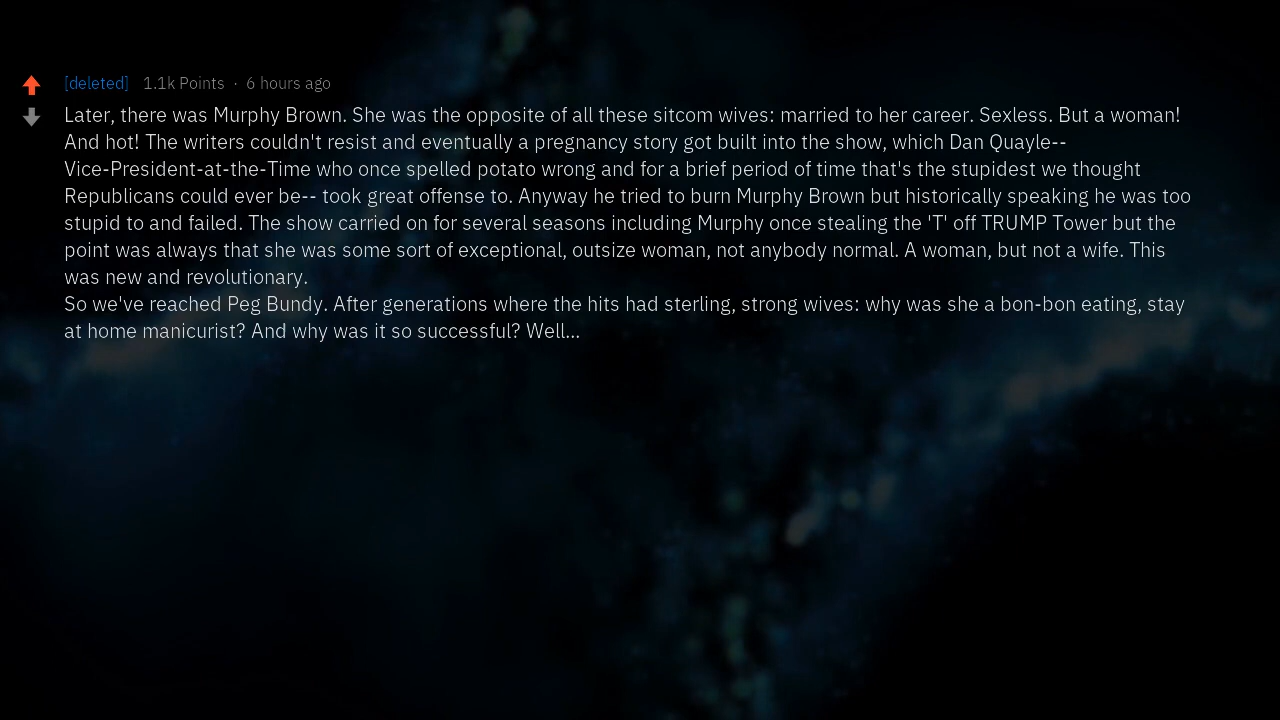 [deleted] 1.1k Points · 6 hours ago
Later, there was Murphy Brown. She was the opposite of all these sitcom wives: married to her career. Sexless. But a woman!
And hot! The writers couldn't resist and eventually a pregnancy story got built into the show, which Dan Quayle--
Vice-President-at-the-Time who once spelled potato wrong and for a brief period of time that's the stupidest we thought
Republicans could ever be-- took great offense to. Anyway he tried to burn Murphy Brown but historically speaking he was too
stupid to and failed. The show carried on for several seasons including Murphy once stealing the 'T' off TRUMP Tower but the
point was always that she was some sort of exceptional, outsize woman, not anybody normal. A woman, but not a wife. This
was new and revolutionary.
So we've reached Peg Bundy. After generations where the hits had sterling, strong wives: why was she a bon-bon eating, stay
at home manicurist? And why was it so successful? Well...